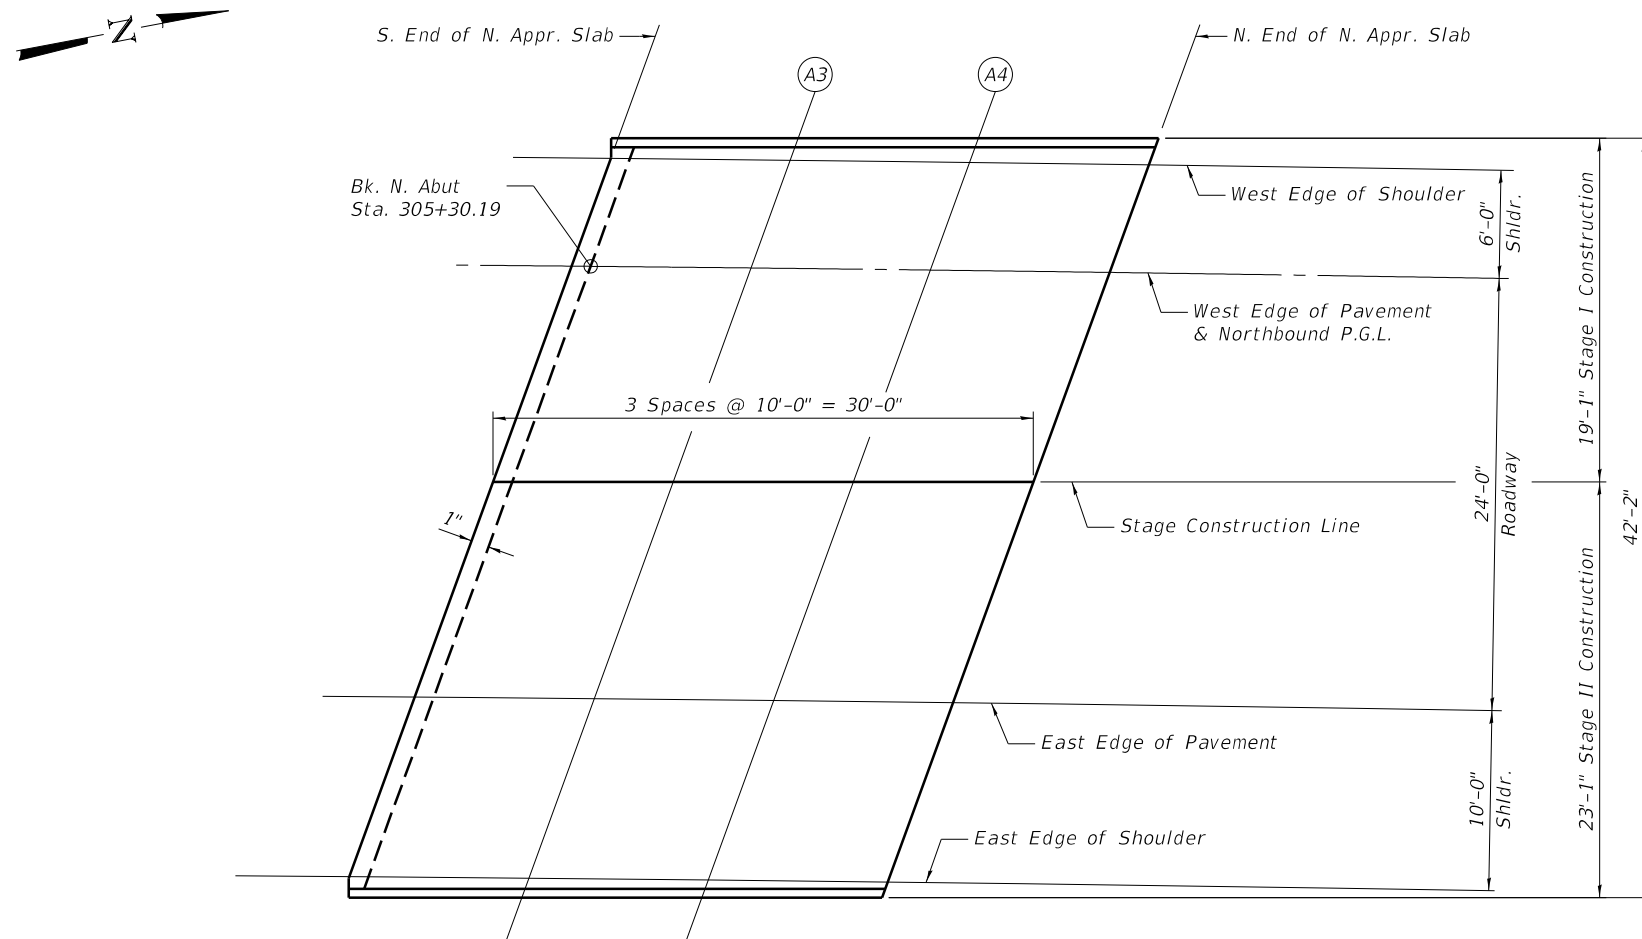 N
S. End of N. Appr. Slab
N. End of N. Appr. Slab
A3
A4
Bk. N. Abut
Sta. 305+30.19
West Edge of Shoulder
6'-0"
Shldr.
West Edge of Pavement
& Northbound P.G.L.
19'-1" Stage I Construction
3 Spaces @ 10'-0" = 30'-0"
24'-0"
Roadway
42'-2"
1"
Stage Construction Line
23'-1" Stage II Construction
East Edge of Pavement
10'-0"
Shldr.
East Edge of Shoulder